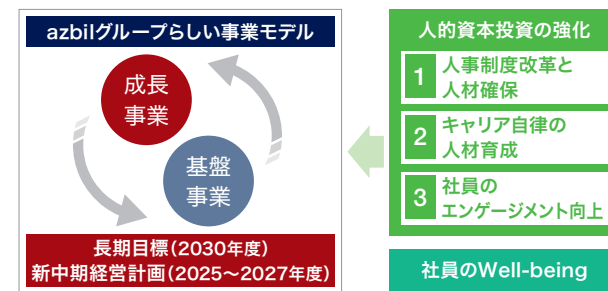 azbilグループらしい事業モデル
成長
事業
基盤
事業
長期目標（2030年度）
新中期経営計画（2025〜2027年度）
人的資本投資の強化
1
人事制度改革と
人材確保
2
キャリア自律の
人材育成
3
社員の
エンゲージメント向上
社員のWell-being